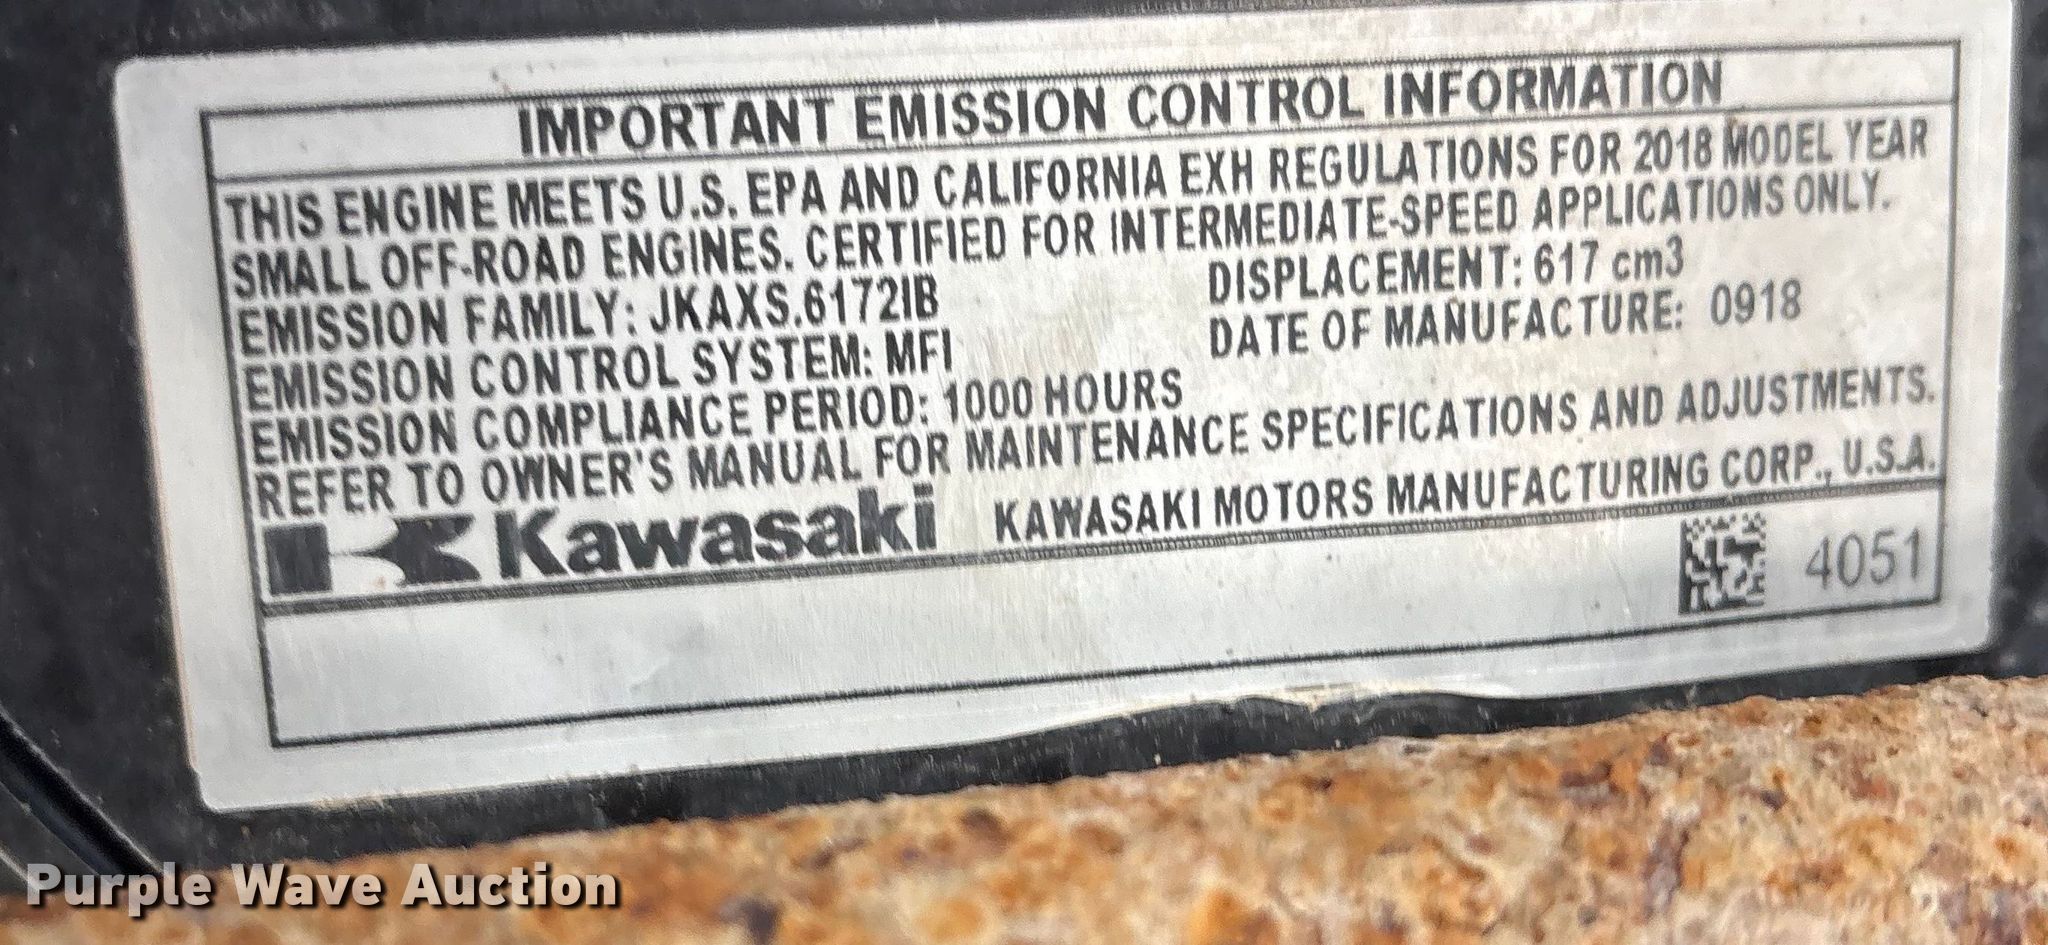 IMPORTANT EMISSION CONTROL INFORMATION
THIS ENGINE MEETS U.S. EPA AND CALIFORNIA EXH REGULATIONS FOR 2018 MODEL YEAR
SMALL OFF-ROAD ENGINES. CERTIFIED FOR INTERMEDIATE-SPEED APPLICATIONS ONLY.
EMISSION FAMILY: JKAXS.6172IB DISPLACEMENT: 617 cm3
EMISSION CONTROL SYSTEM: MFI DATE OF MANUFACTURE: 0918
EMISSION COMPLIANCE PERIOD: 1000 HOURS
REFER TO OWNER'S MANUAL FOR MAINTENANCE SPECIFICATIONS AND ADJUSTMENTS.
Kawasaki KAWASAKI MOTORS MANUFACTURING CORP., U.S.A.
4051
Purple Wave Auction